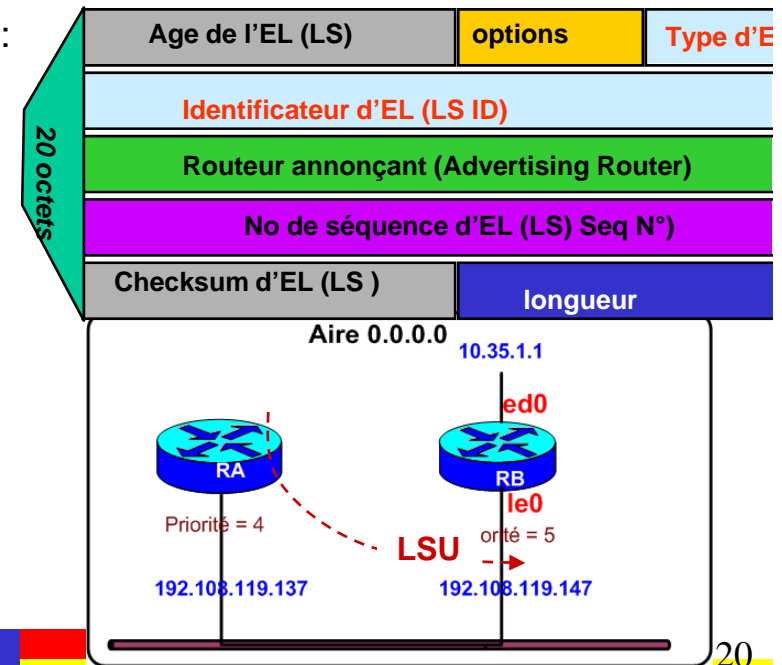 :
Age de l'EL (LS) options Type d'E
Identificateur d'EL (LS ID)
20 octets
Routeur annonçant (Advertising Router)
No de séquence d'EL (LS) Seq N°)
Checksum d'EL (LS ) longueur
Aire 0.0.0.0
10.35.1.1
ed0
RA RB
le0
Priorité = 4 orité = 5
LSU
192.108.119.137 192.108.119.147
20